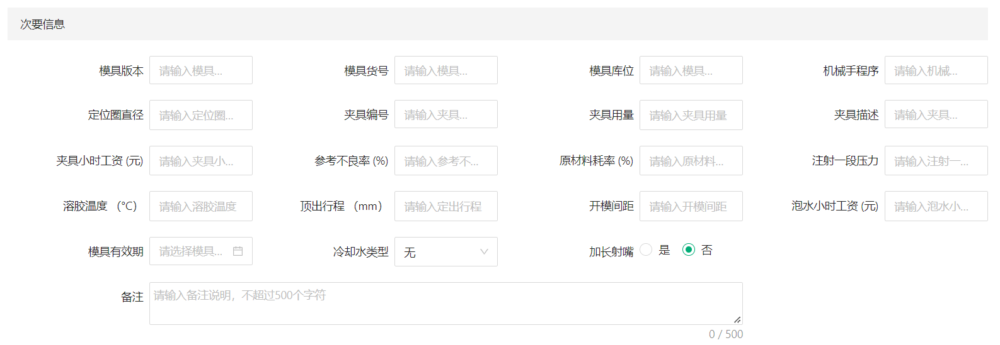 次要信息
模具版本 请输入模具... 模具货号 请输入模具... 模具库位 请输入模具... 机械手程序 请输入机械...
定位圈直径 请输入定位圈... 夹具编号 请输入夹具... 夹具用量 请输入夹具用量 夹具描述 请输入夹具...
夹具小时工资 (元) 请输入夹具小... 参考不良率 (%) 请输入参考不... 原材料耗率 (%) 请输入原材料... 注射一段压力 请输入注射一...
溶胶温度 （°C） 请输入溶胶温度 顶出行程 （mm） 请输入定出行程 开模间距 请输入开模间距 泡水小时工资 (元) 请输入泡水小...
模具有效期 请选择模具... 冷却水类型 无 加长射嘴 是 否
备注 请输入备注说明，不超过500个字符
0 / 500